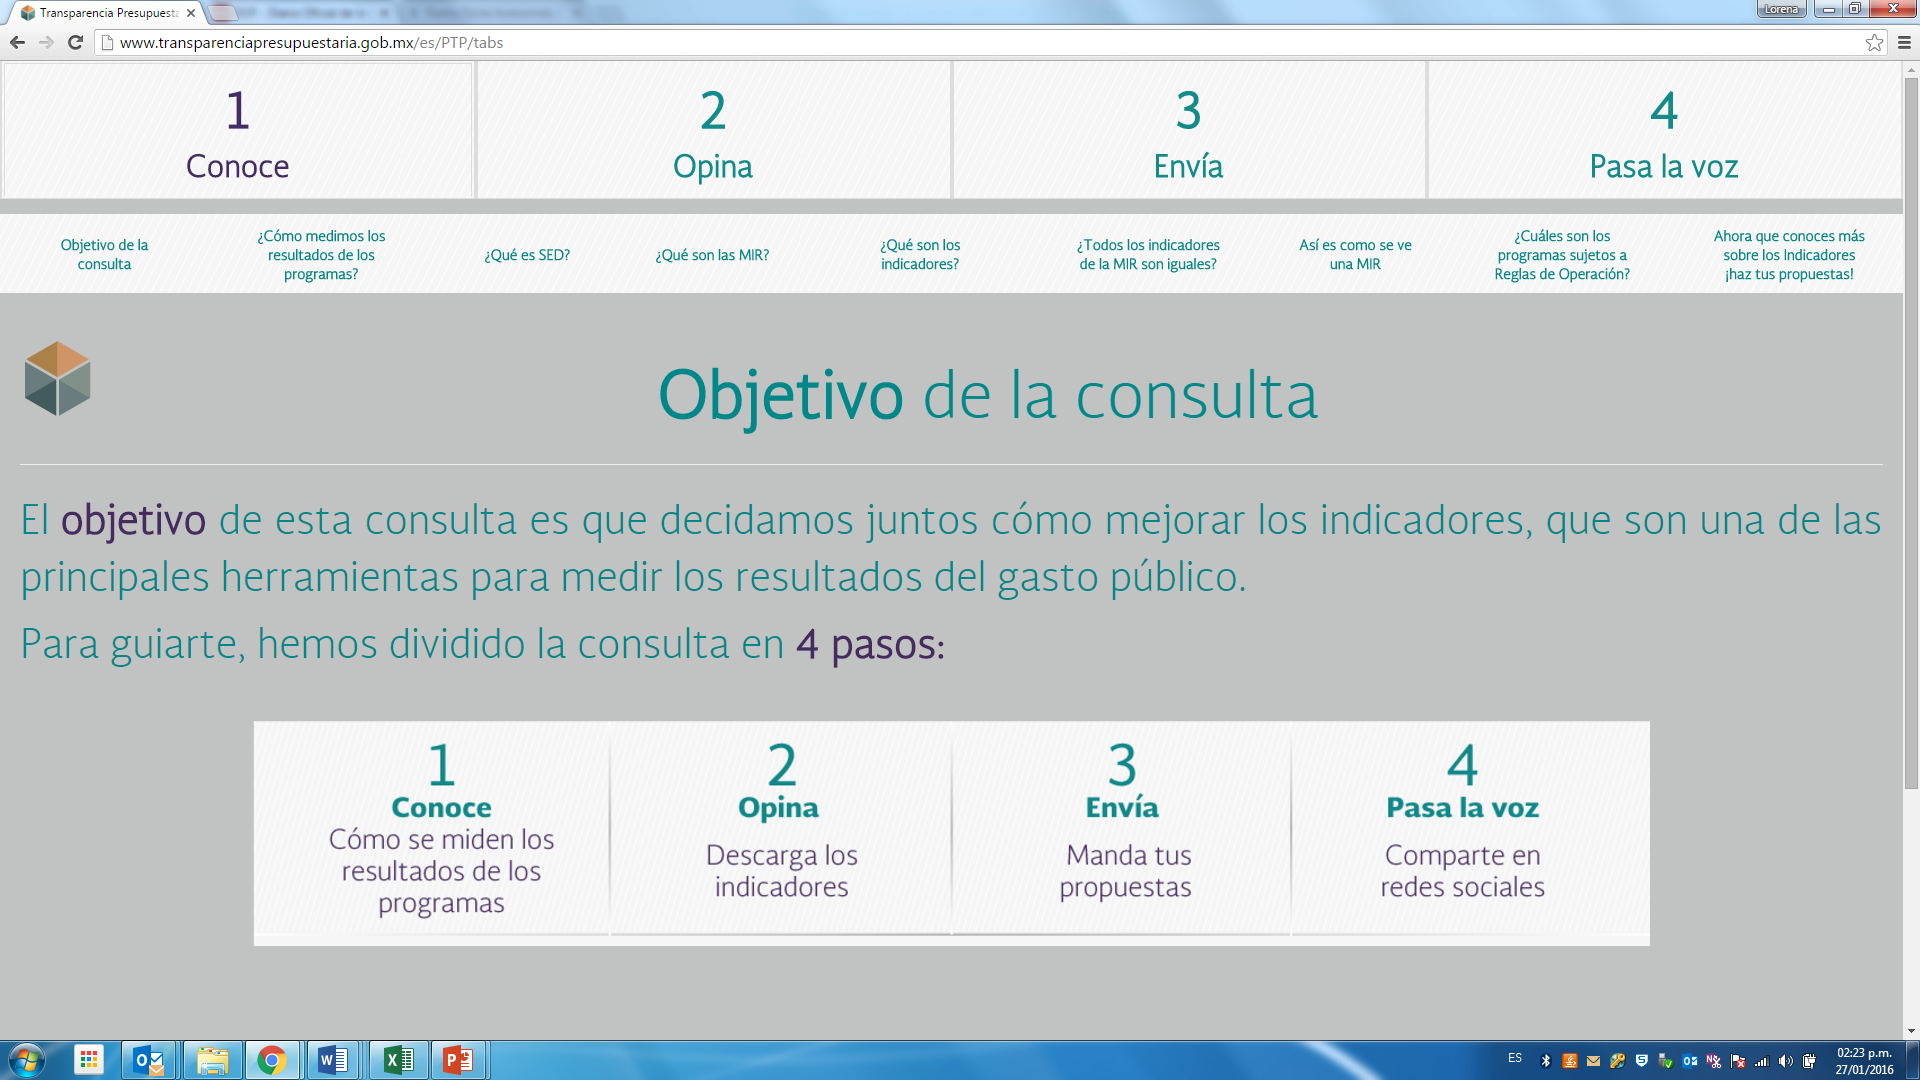 Transparencia Presupuesta
Lorena
www.transparenciapresupuestaria.gob.mx/es/PTP/tabs
1
Conoce
2
Opina
3
Envía
4
Pasa la voz
Objetivo de la
consulta
¿Cómo medimos los
resultados de los
programas?
¿Qué es SED?
¿Qué son las MIR?
¿Qué son los
indicadores?
¿Todos los indicadores
de la MIR son iguales?
Así es como se ve
una MIR
¿Cuáles son los
programas sujetos a
Reglas de Operación?
Ahora que conoces más
sobre los Indicadores
¡haz tus propuestas!
Objetivo de la consulta
El objetivo de esta consulta es que decidamos juntos cómo mejorar los indicadores, que son una de las
principales herramientas para medir los resultados del gasto público.
Para guiarte, hemos dividido la consulta en 4 pasos:
1
Conoce
Cómo se miden los
resultados de los
programas
2
Opina
Descarga los
indicadores
3
Envía
Manda tus
propuestas
4
Pasa la voz
Comparte en
redes sociales
ES
02:23 p.m.
27/01/2016